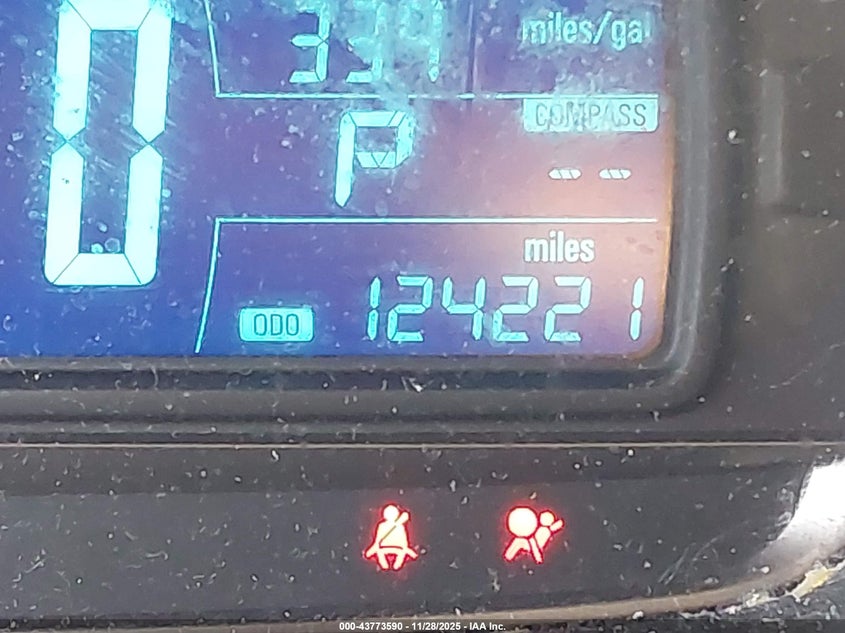 miles/gal
COMPASS
0
P
-- --
miles
ODO 124221
000-43773590 - 11/28/2025 - IAA Inc.